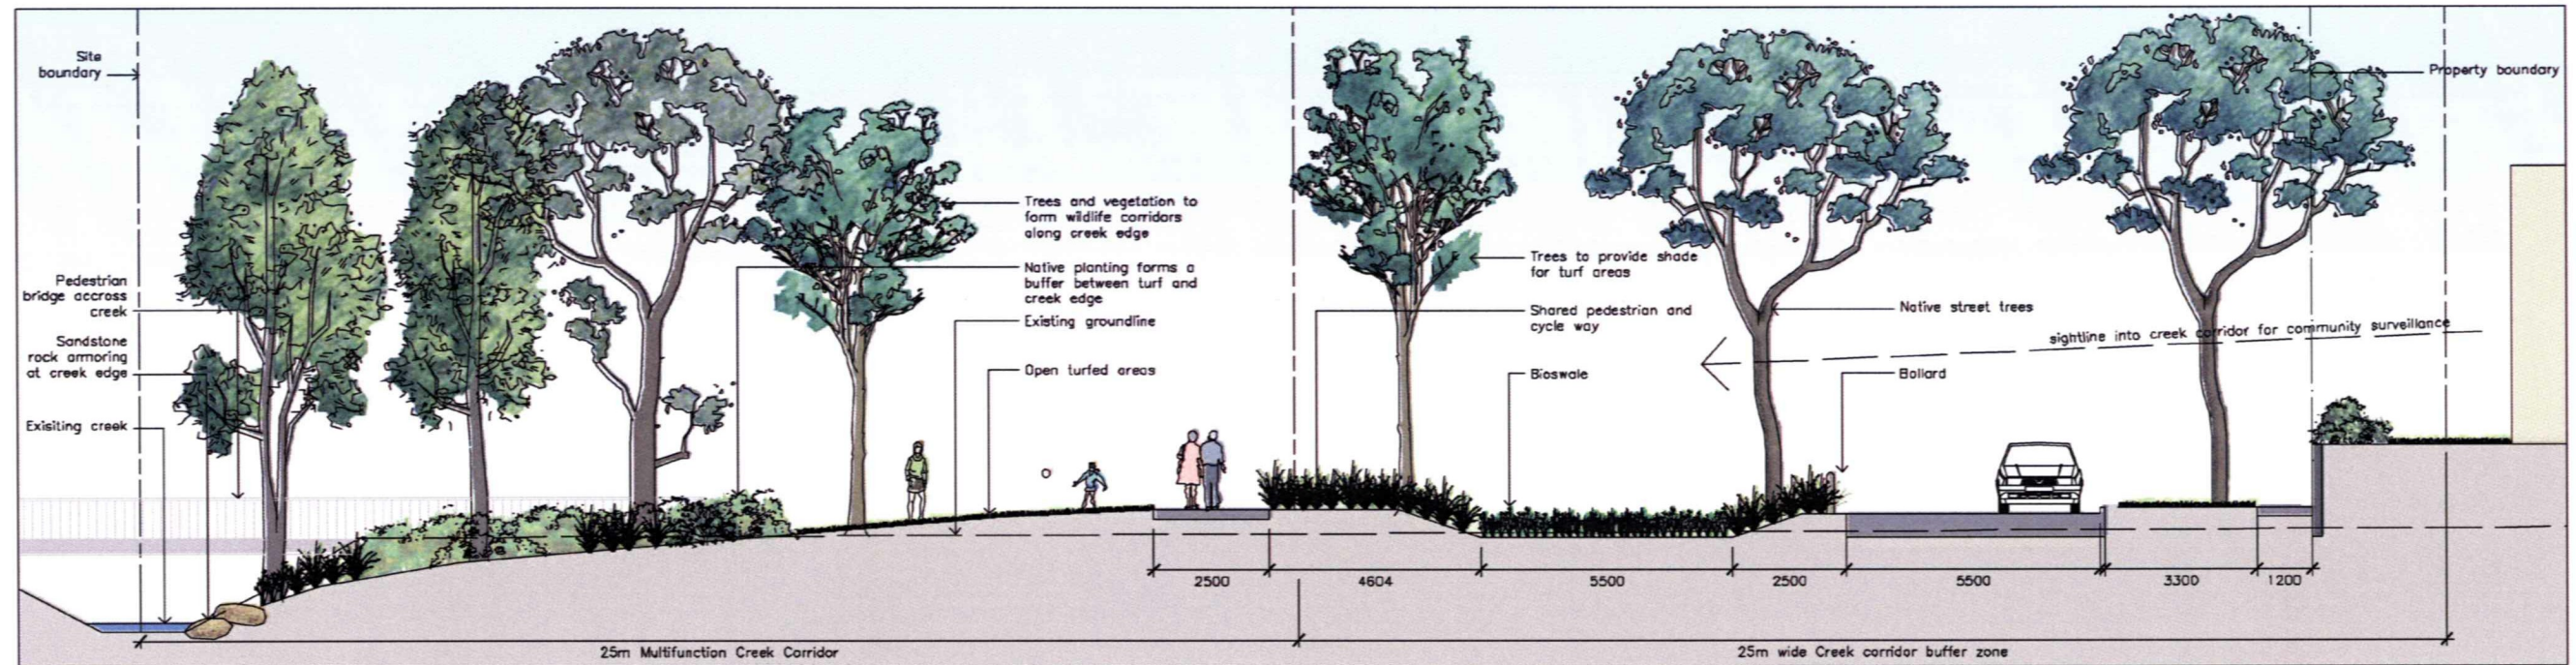 Site
boundary
Pedestrian
bridge accross
creek
Sandstone
rock armoring
at creek edge
Exisiting creek
Trees and vegetation to
form wildlife corridors
along creek edge
Native planting forms a
buffer between turf and
creek edge
Existing groundline
Open turfed areas
Trees to provide shade
for turf areas
Shared pedestrian and
cycle way
Bioswale
Native street trees
Bollard
Property boundary
sightline into creek corridor for community surveillance
2500
4604
5500
2500
5500
3300
1200
25m Multifunction Creek Corridor
25m wide Creek corridor buffer zone